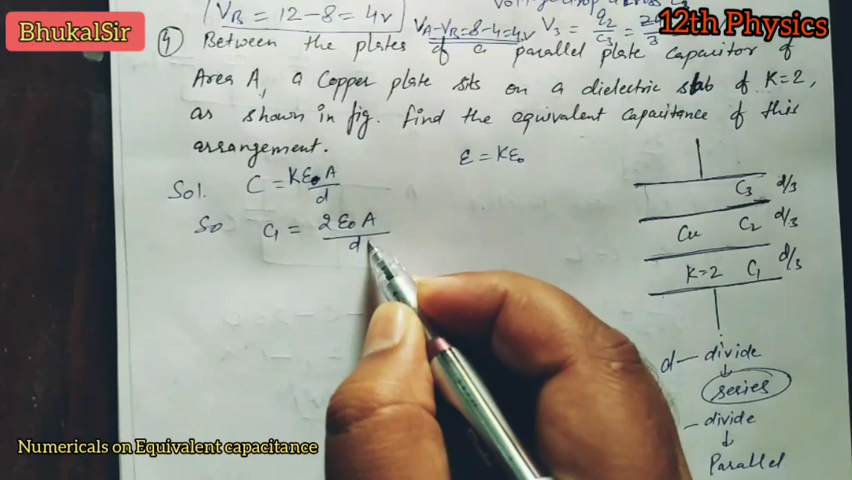 BhukalSir
12th Physics
VB = 12-8 = 4v
VA-VB = 8-4 = 4v V3 = q2/C3 =
9) Between the plates of a parallel plate capacitor of
Area A, a Copper plate sits on a dielectric slab of K=2,
as shown in fig. find the equivalent capacitance of this
arrangement.
ε = Kε0
Sol. C = Kε0A/d
So C1 = 2ε0A/d
C3 d/3
Cu C2 d/3
K=2 C1 d/3
d — divide
↓
series
– divide
↓
Parallel
Numericals on Equivalent capacitance